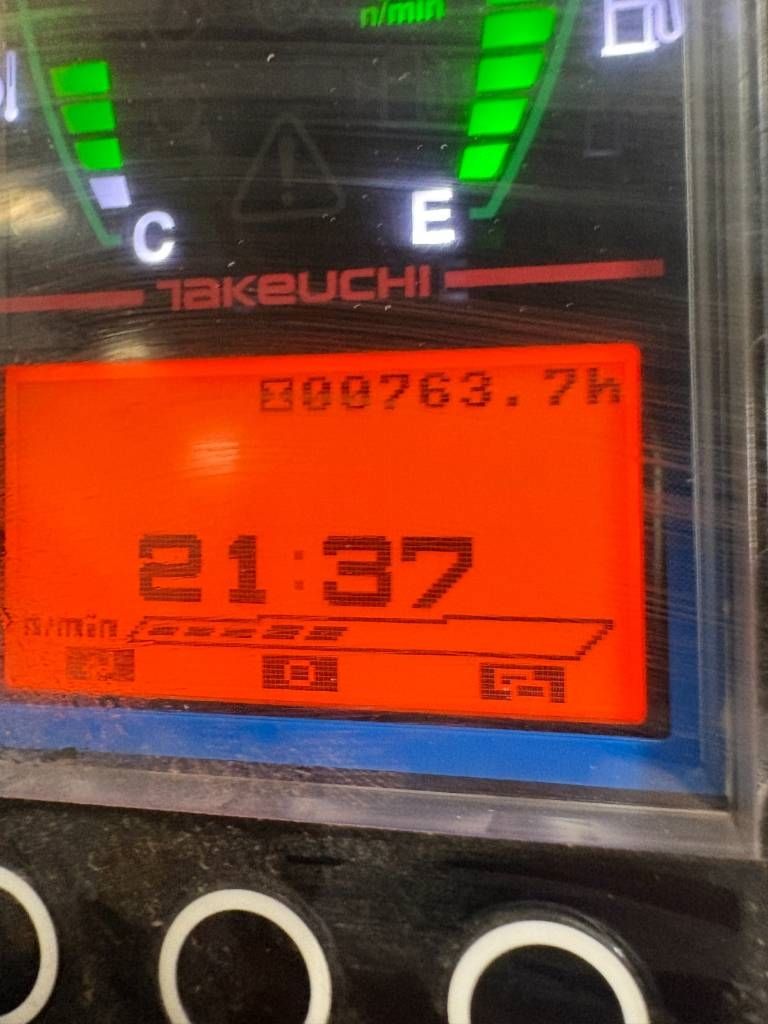 n/min
C E
TAKEUCHI
00763.7h
21:37
n/min